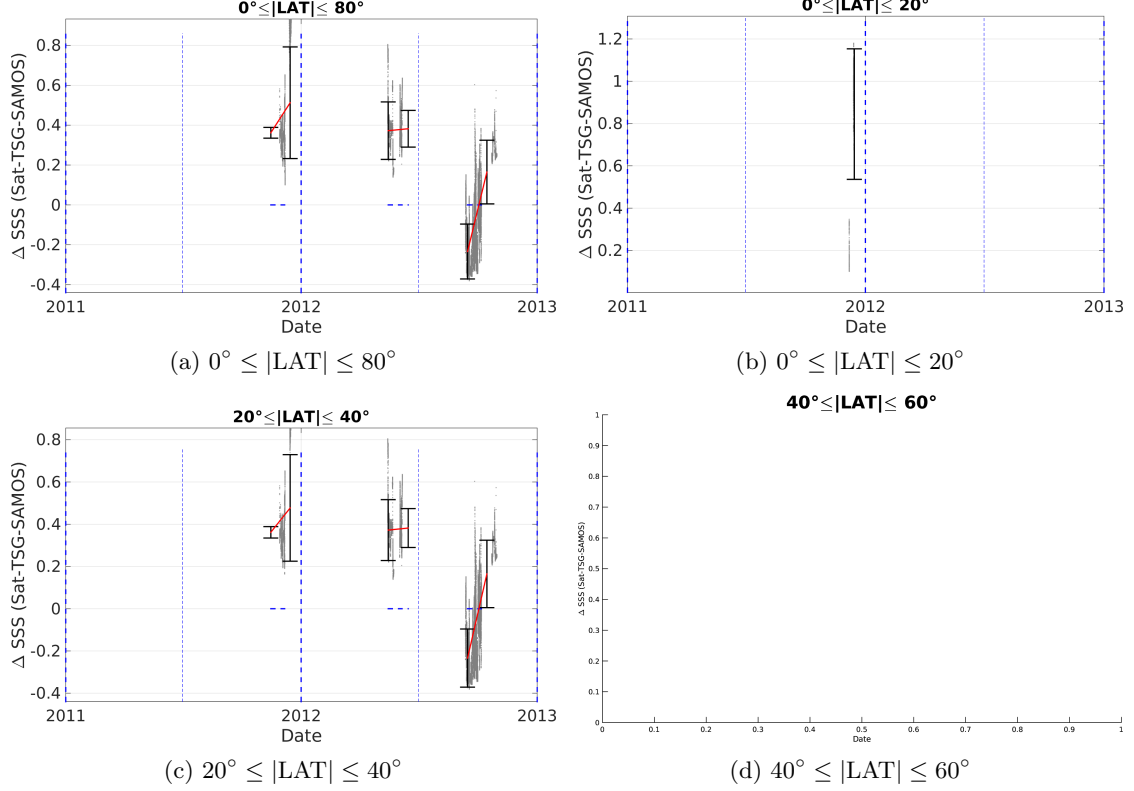 0°≤|LAT|≤ 80°
Δ SSS (Sat-TSG-SAMOS)
0.8
0.6
0.4
0.2
0
-0.2
-0.4
2011
2012
2013
Date
(a) 0° ≤ |LAT| ≤ 80°
0°≤|LAT|≤ 20°
Δ SSS (Sat-TSG-SAMOS)
1.2
1
0.8
0.6
0.4
0.2
2011
2012
2013
Date
(b) 0° ≤ |LAT| ≤ 20°
20°≤|LAT|≤ 40°
Δ SSS (Sat-TSG-SAMOS)
0.8
0.6
0.4
0.2
0
-0.2
-0.4
2011
2012
2013
Date
(c) 20° ≤ |LAT| ≤ 40°
40°≤|LAT|≤ 60°
Δ SSS (Sat-TSG-SAMOS)
1
0.9
0.8
0.7
0.6
0.5
0.4
0.3
0.2
0.1
0
0 0.1 0.2 0.3 0.4 0.5 0.6 0.7 0.8 0.9 1
Date
(d) 40° ≤ |LAT| ≤ 60°